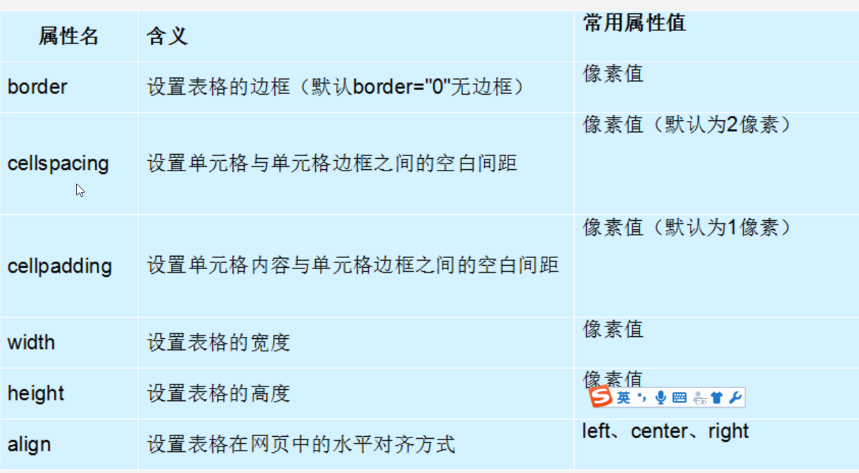 属性名 含义 常用属性值
border 设置表格的边框（默认border="0"无边框） 像素值
cellspacing 设置单元格与单元格边框之间的空白间距 像素值（默认为2像素）
cellpadding 设置单元格内容与单元格边框之间的空白间距 像素值（默认为1像素）
width 设置表格的宽度 像素值
height 设置表格的高度 像素值
英
align 设置表格在网页中的水平对齐方式 left、center、right